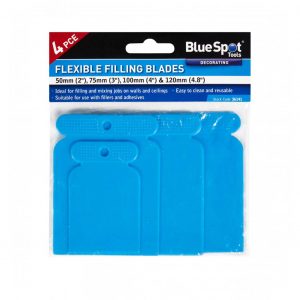 4 PCE
BlueSpot
Tools
DECORATING
FLEXIBLE FILLING BLADES
50mm (2"), 75mm (3"), 100mm (4") & 120mm (4.8")
- Ideal for filling and mixing jobs on walls and ceilings - Easy to clean and reusable
- Suitable for use with fillers and adhesives
Stock Code: